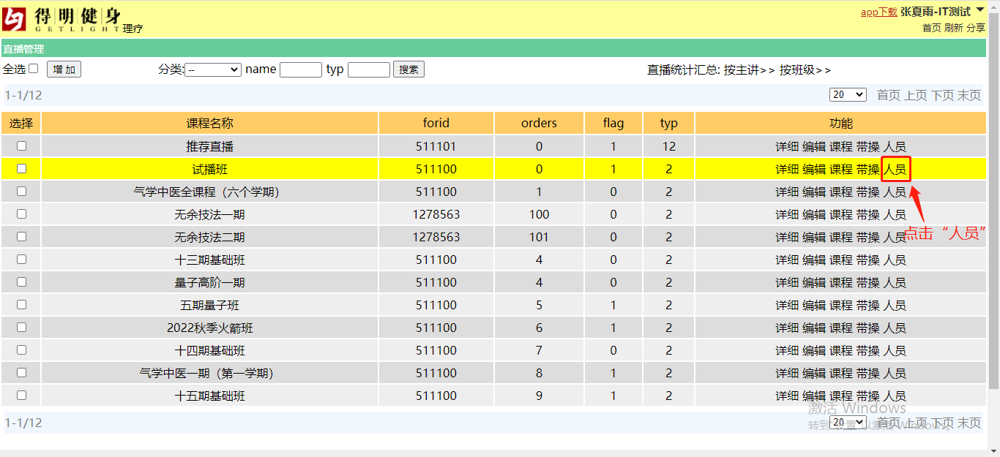 得明健身 app下载 张夏雨-IT测试
GETLIGHT 理疗 首页 刷新 分享
直播管理
全选 增 加 分类: -- name typ 搜索 直播统计汇总: 按主讲>> 按班级>>
1-1/12 20 首页 上页 下页 末页
选择 课程名称 forid orders flag typ 功能
推荐直播 511101 0 1 12 详细 编辑 课程 带操 人员
试播班 511100 0 1 2 详细 编辑 课程 带操 人员
气学中医全课程（六个学期） 511100 1 0 2 详细 编辑 课程 带操 人员
无余技法一期 1278563 100 0 2 详细 编辑 课程 带操 人员
点击“人员”
无余技法二期 1278563 101 0 2 详细 编辑 课程 带操 人员
十三期基础班 511100 4 0 2 详细 编辑 课程 带操 人员
量子高阶一期 511100 4 0 2 详细 编辑 课程 带操 人员
五期量子班 511100 5 1 2 详细 编辑 课程 带操 人员
2022秋季火箭班 511100 6 1 2 详细 编辑 课程 带操 人员
十四期基础班 511100 7 0 2 详细 编辑 课程 带操 人员
气学中医一期（第一学期） 511100 8 1 2 详细 编辑 课程 带操 人员
十五期基础班 511100 9 1 2 详细 编辑 课程 带操 人员
激活 Windows
1-1/12 20 首页 上页 下页 末页
转到"设置"以激活 Windows。